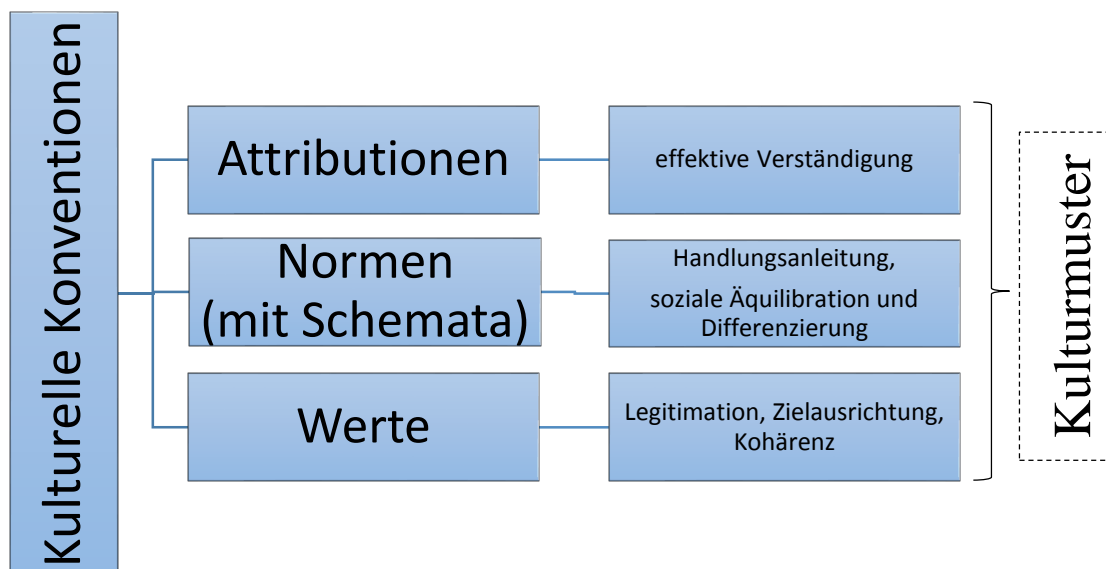 Kulturelle Konventionen
Attributionen
effektive Verständigung
Normen
(mit Schemata)
Handlungsanleitung,
soziale Äquilibration und
Differenzierung
Werte
Legitimation, Zielausrichtung,
Kohärenz
Kulturmuster